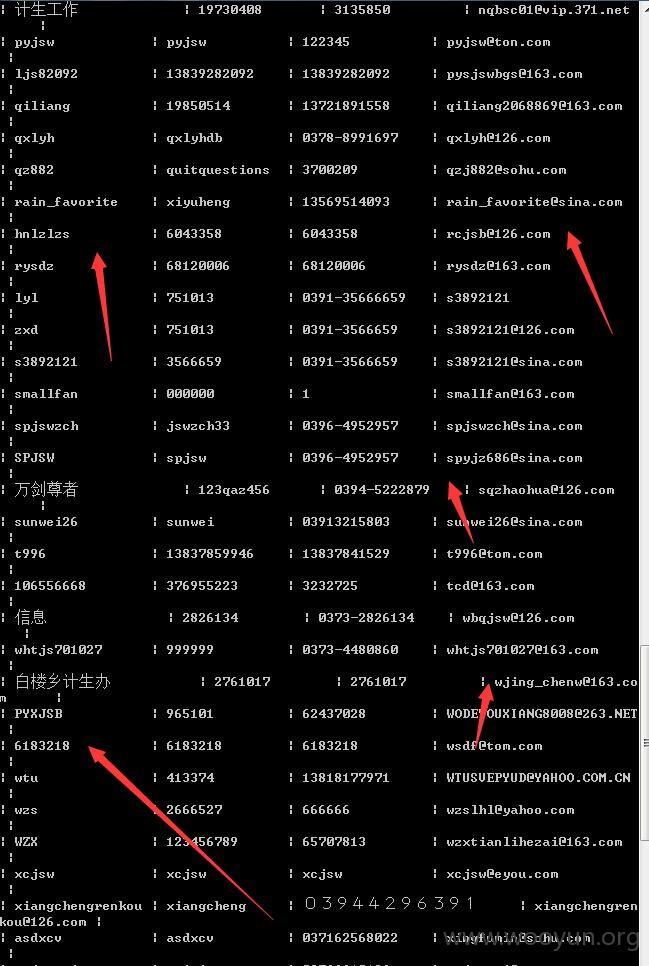 ¦ 计生工作 ¦ 19730408 ¦ 3135850 ¦ nqbsc01@vip.371.net
¦
¦ pyjsw ¦ pyjsw ¦ 122345 ¦ pyjsw@ton.com
¦
¦ ljs82092 ¦ 13839282092 ¦ 13839282092 ¦ pysjswbgs@163.com
¦
¦ qiliang ¦ 19850514 ¦ 13721891558 ¦ qiliang2068869@163.com
¦
¦ qxlyh ¦ qxlyhdb ¦ 0378-8991697 ¦ qxlyh@126.com
¦
¦ qz882 ¦ quitquestions ¦ 3700209 ¦ qzj882@sohu.com
¦
¦ rain_favorite ¦ xiyuheng ¦ 13569514093 ¦ rain_favorite@sina.com
¦
¦ hnlzlzs ¦ 6043358 ¦ 6043358 ¦ rcjsb@126.com
¦
¦ rysdz ¦ 68120006 ¦ 68120006 ¦ rysdz@163.com
¦
¦ lyl ¦ 751013 ¦ 0391-35666659 ¦ s3892121
¦
¦ zxd ¦ 751013 ¦ 0391-3566659 ¦ s3892121@126.com
¦
¦ s3892121 ¦ 3566659 ¦ 0391-3566659 ¦ s3892121@sina.com
¦
¦ smallfan ¦ 000000 ¦ 1 ¦ smallfan@163.com
¦
¦ spjswzch ¦ jswzch33 ¦ 0396-4952957 ¦ spjswzch@sina.com
¦
¦ SPJSW ¦ spjsw ¦ 0396-4952957 ¦ spyjz686@sina.com
¦
¦ 万剑尊者 ¦ 123qaz456 ¦ 0394-5222879 ¦ sqzhaohua@126.com
¦
¦ sunwei26 ¦ sunwei ¦ 03913215803 ¦ sunwei26@sina.com
¦
¦ t996 ¦ 13837859946 ¦ 13837841529 ¦ t996@tom.com
¦
¦ 106556668 ¦ 376955223 ¦ 3232725 ¦ tcd@163.com
¦
¦ 信息 ¦ 2826134 ¦ 0373-2826134 ¦ wbqjsw@126.com
¦
¦ whtjs701027 ¦ 999999 ¦ 0373-4480860 ¦ whtjs701027@163.com
¦
¦ 白楼乡计生办 ¦ 2761017 ¦ 2761017 ¦ wjing_chenw@163.co
m ¦
¦ PYXJSB ¦ 965101 ¦ 62437028 ¦ WODEYOUXIANG8008@263.NET
¦
¦ 6183218 ¦ 6183218 ¦ 6183218 ¦ wsdf@tom.com
¦
¦ wtu ¦ 413374 ¦ 13818177971 ¦ WTUSVEPYUD@YAHOO.COM.CN
¦
¦ wzs ¦ 2666527 ¦ 666666 ¦ wzslhl@yahoo.com
¦
¦ WZX ¦ 123456789 ¦ 65707813 ¦ wzxtianlihezai@163.com
¦
¦ xcjsw ¦ xcjsw ¦ xcjsw ¦ xcjsw@eyou.com
¦
¦ xiangchengrenkou ¦ xiangcheng ¦ 03944296391 ¦ xiangchengren
kou@126.com ¦
¦ asdxcv ¦ asdxcv ¦ 037162568022 ¦ xingfumin@sohu.com
¦
www.wooyun.org